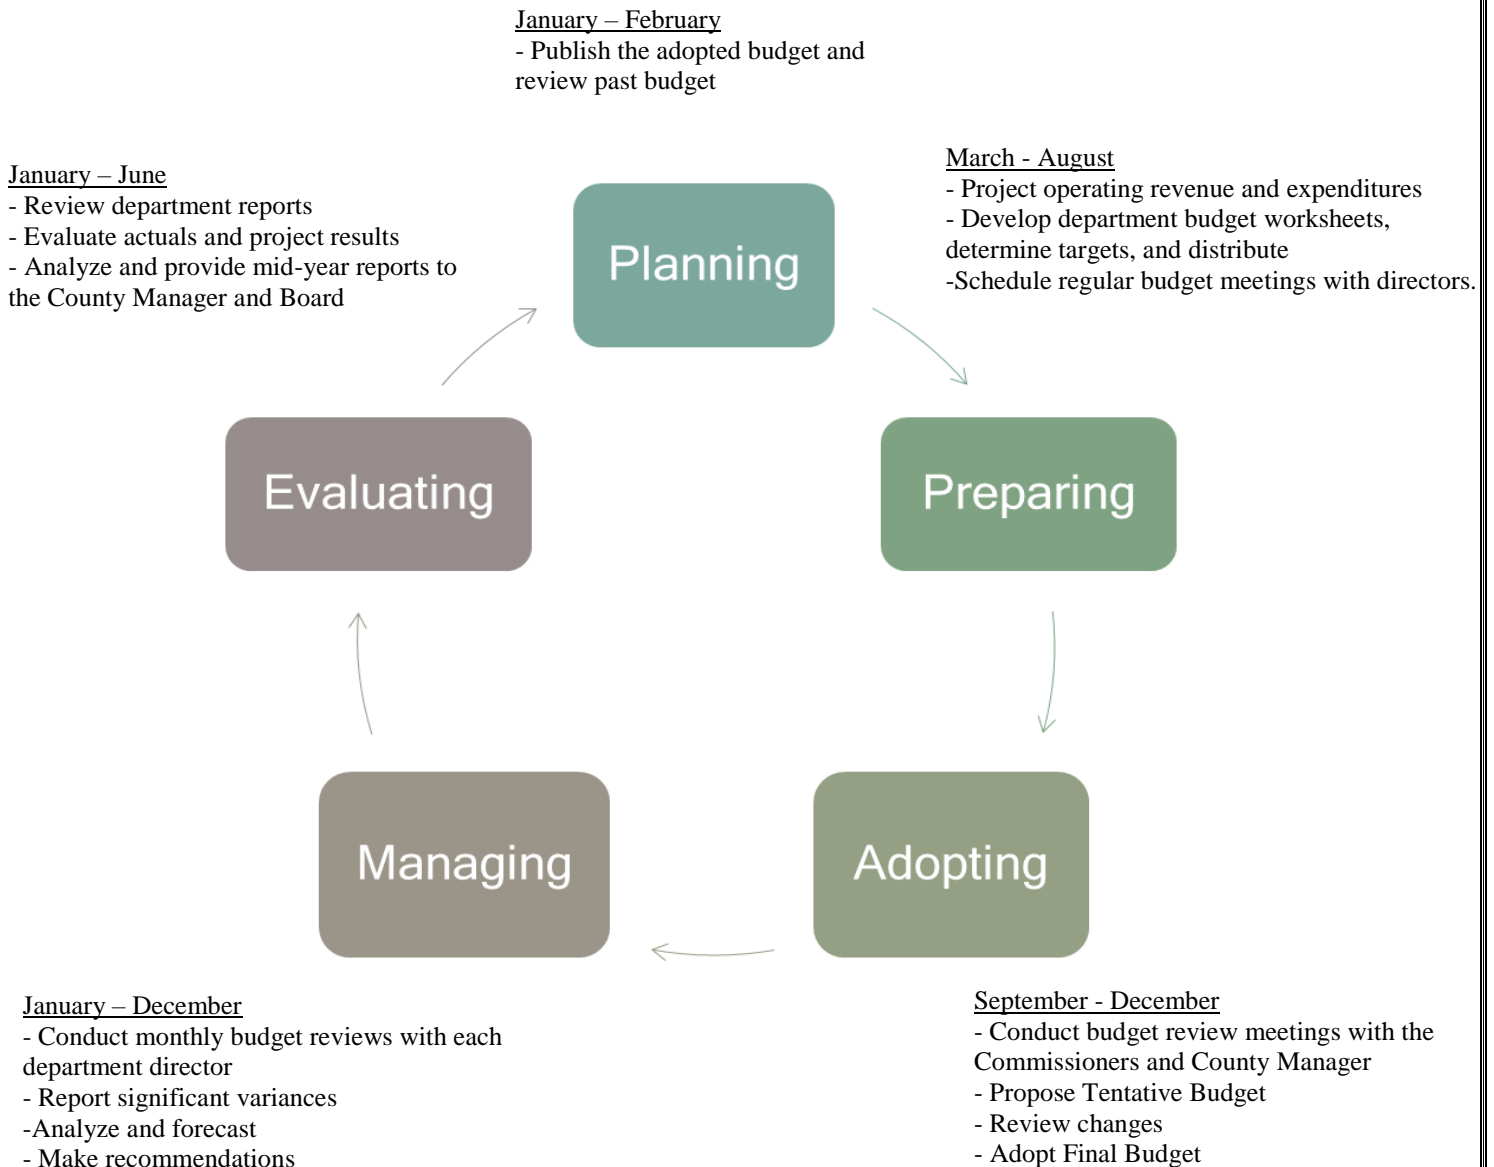 January – February
- Publish the adopted budget and
review past budget
January – June
- Review department reports
- Evaluate actuals and project results
- Analyze and provide mid-year reports to
the County Manager and Board
March - August
- Project operating revenue and expenditures
- Develop department budget worksheets,
determine targets, and distribute
-Schedule regular budget meetings with directors.
Planning
Evaluating
Preparing
Managing
Adopting
January – December
- Conduct monthly budget reviews with each
department director
- Report significant variances
-Analyze and forecast
- Make recommendations
September - December
- Conduct budget review meetings with the
Commissioners and County Manager
- Propose Tentative Budget
- Review changes
- Adopt Final Budget